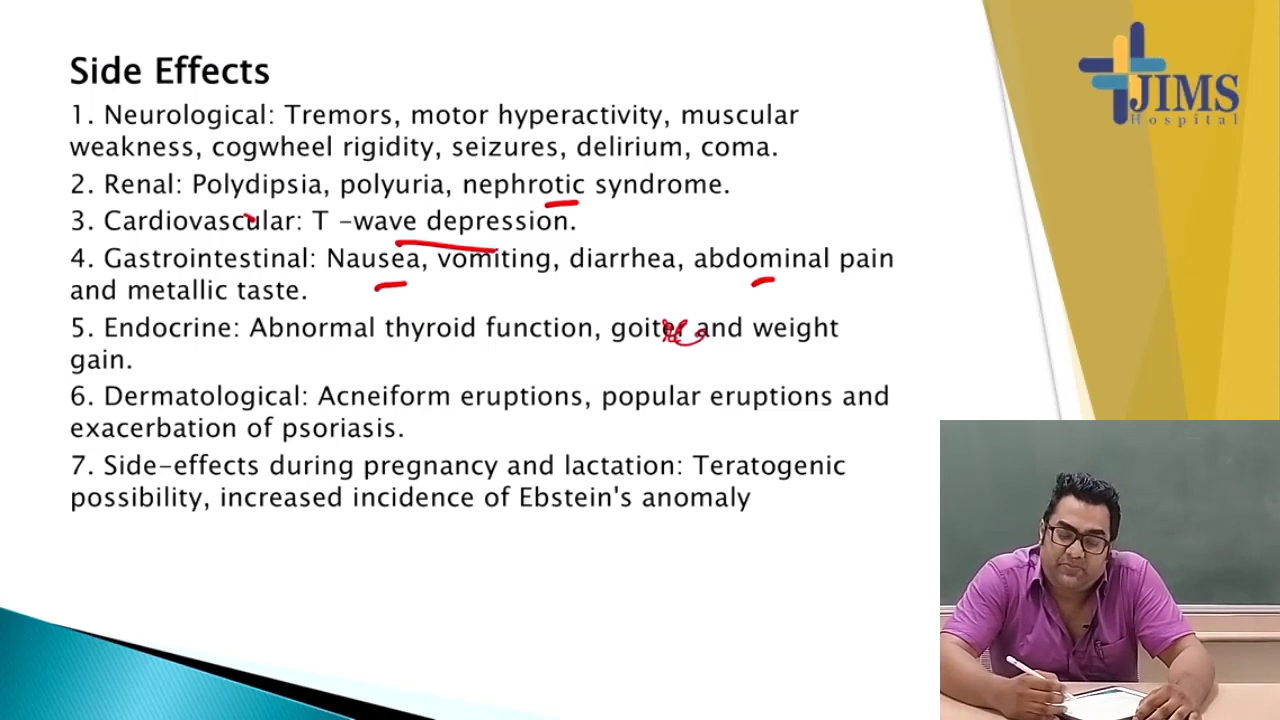 Side Effects
JIMS
Hospital
1. Neurological: Tremors, motor hyperactivity, muscular
weakness, cogwheel rigidity, seizures, delirium, coma.
2. Renal: Polydipsia, polyuria, nephrotic syndrome.
3. Cardiovascular: T -wave depression.
4. Gastrointestinal: Nausea, vomiting, diarrhea, abdominal pain
and metallic taste.
5. Endocrine: Abnormal thyroid function, goiter and weight
gain.
6. Dermatological: Acneiform eruptions, popular eruptions and
exacerbation of psoriasis.
7. Side-effects during pregnancy and lactation: Teratogenic
possibility, increased incidence of Ebstein's anomaly